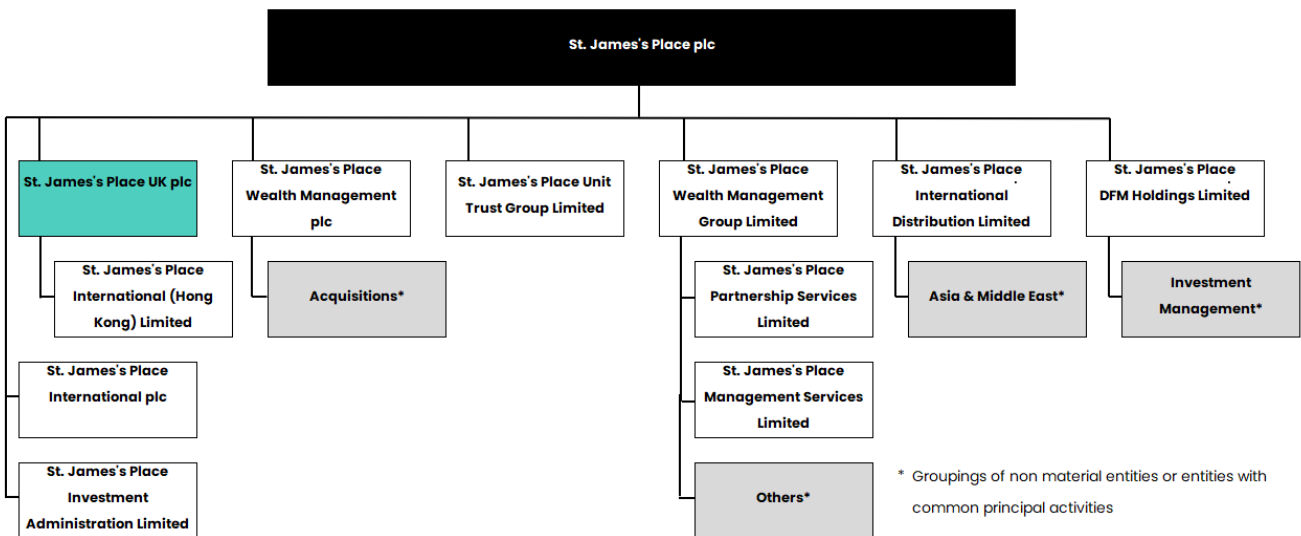 St. James's Place plc
St. James's Place UK plc
St. James's Place
Wealth Management
plc
St. James's Place Unit
Trust Group Limited
St. James's Place
Wealth Management
Group Limited
St. James's Place
International
Distribution Limited
St. James's Place
DFM Holdings Limited
St. James's Place
International (Hong
Kong) Limited
Acquisitions*
St. James's Place
Partnership Services
Limited
Asia & Middle East*
Investment
Management*
St. James's Place
International plc
St. James's Place
Management Services
Limited
St. James's Place
Investment
Administration Limited
Others*
* Groupings of non material entities or entities with
common principal activities